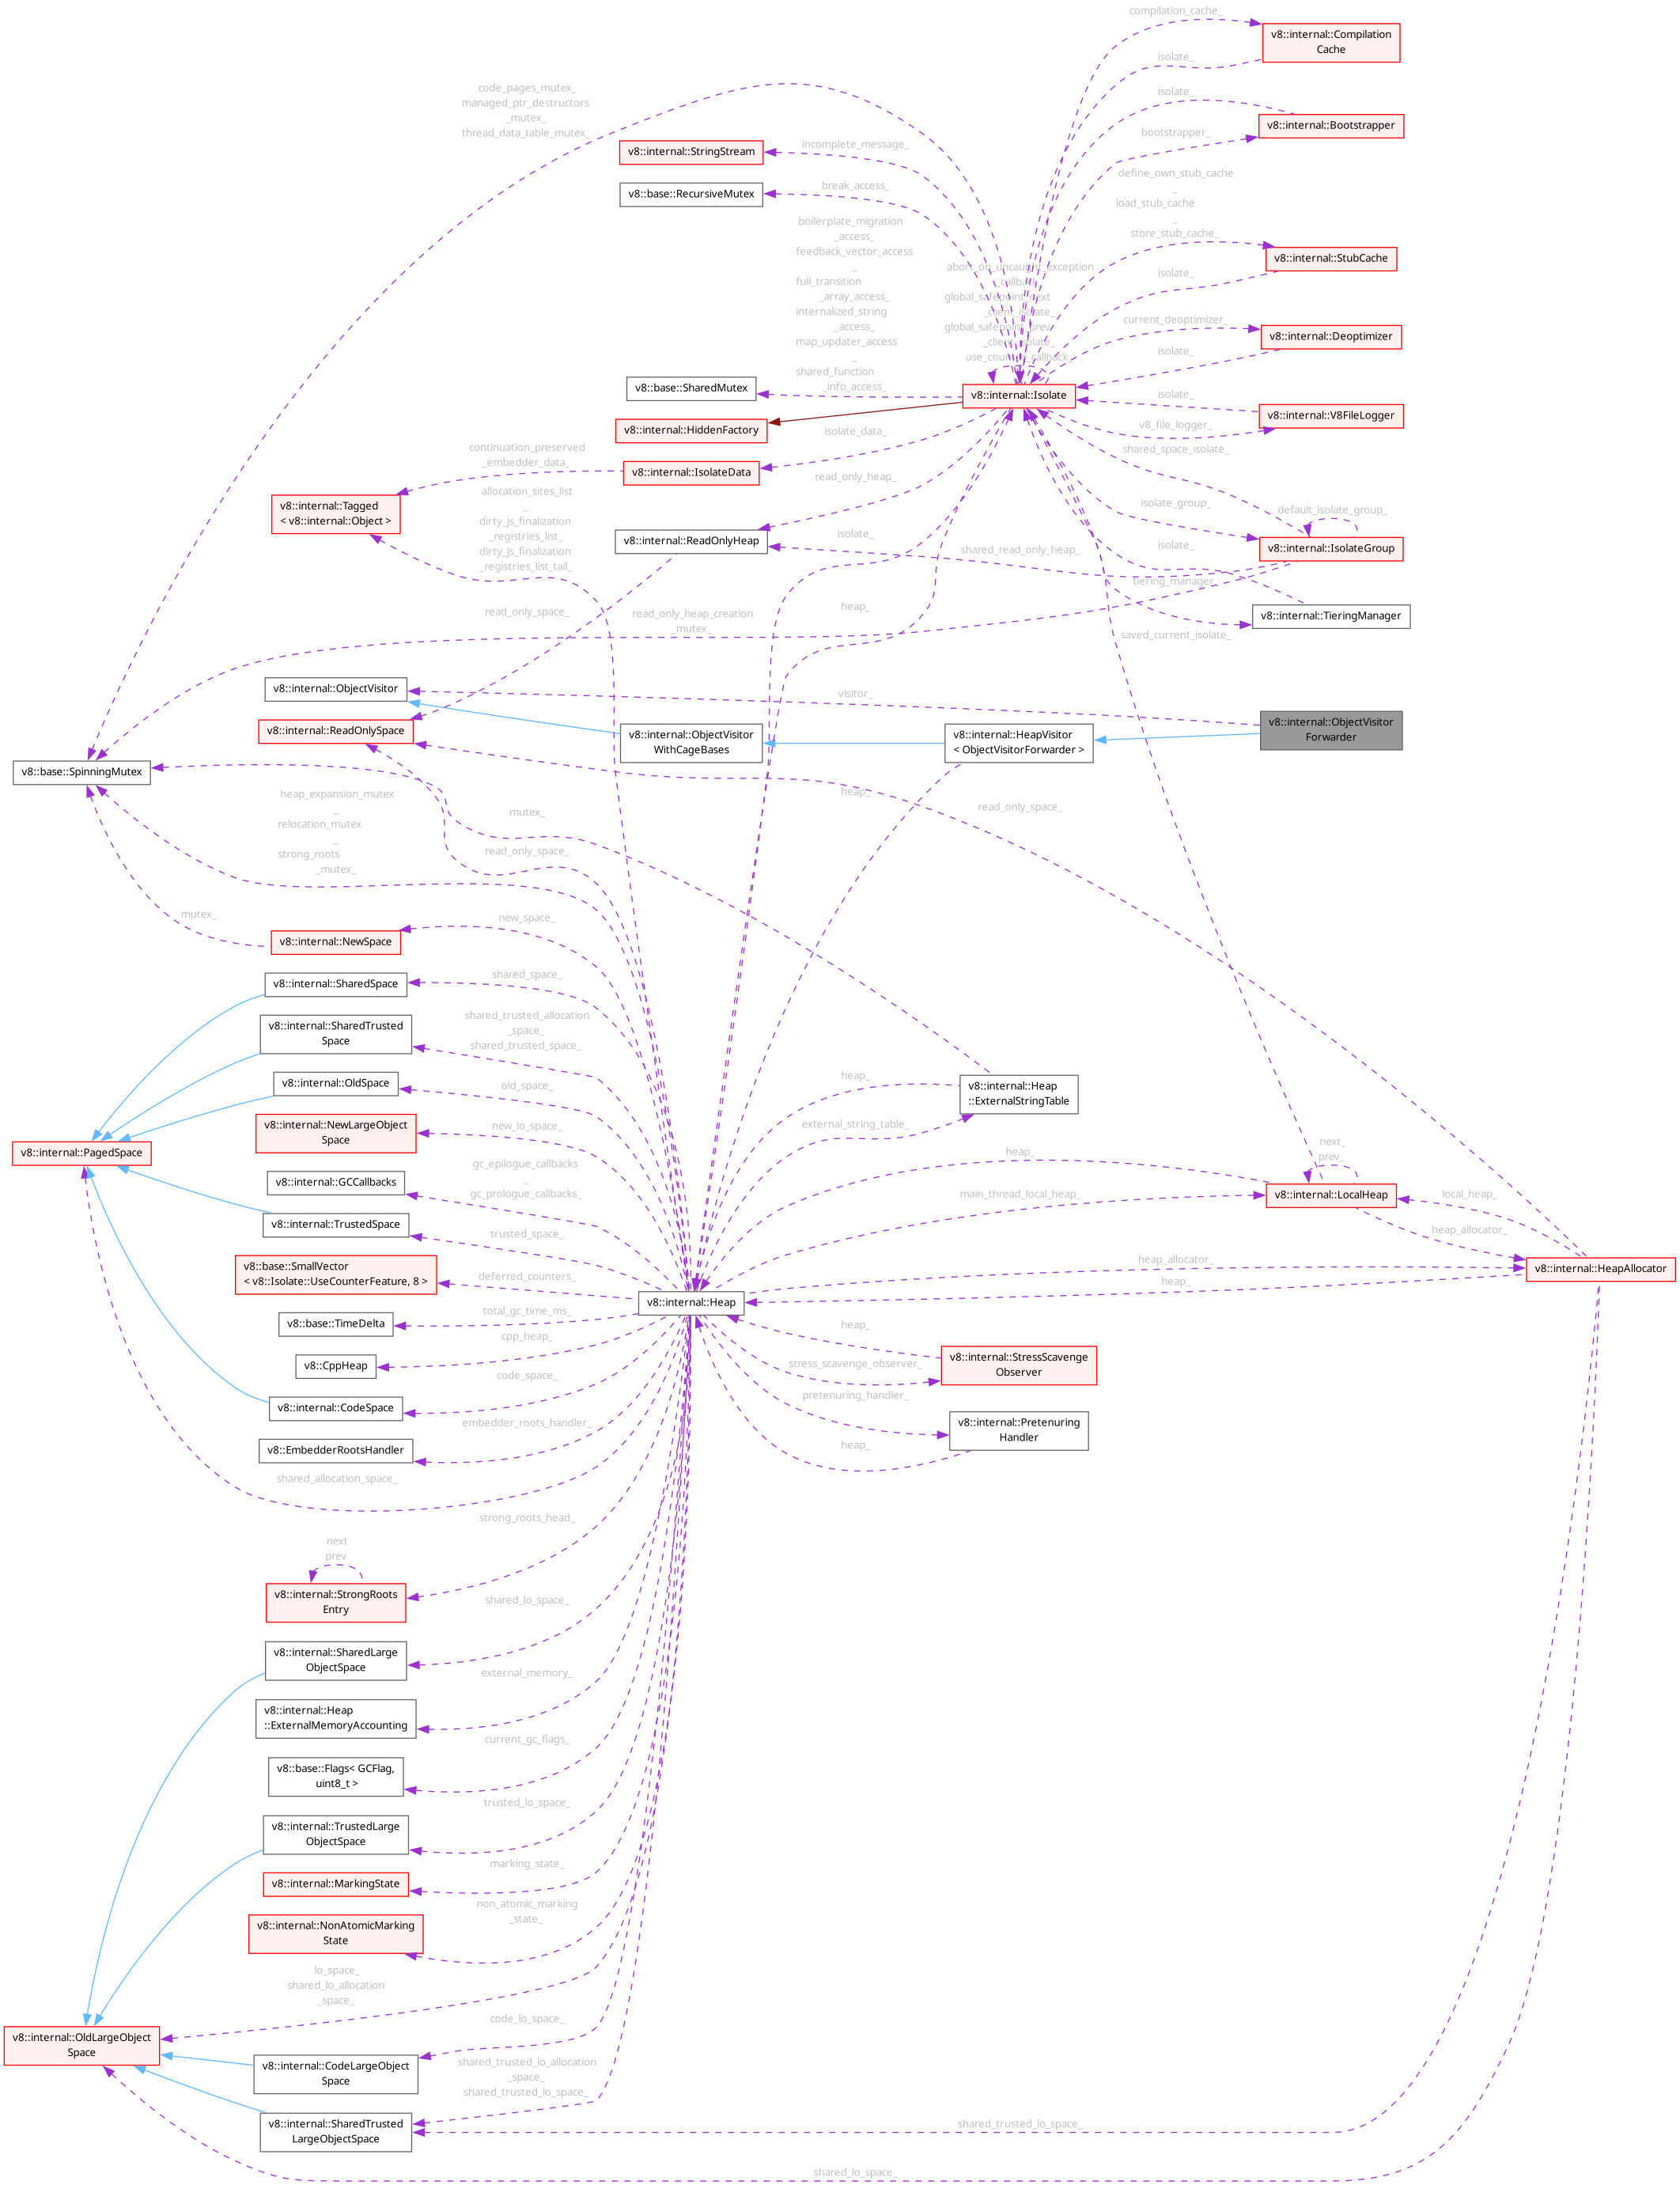 compilation_cache_
v8::internal::Compilation
Cache
isolate_
code_pages_mutex_
managed_ptr_destructors
_mutex_
thread_data_table_mutex_
isolate_
v8::internal::Bootstrapper
bootstrapper_
v8::internal::StringStream
incomplete_message_
v8::base::RecursiveMutex
break_access_
define_own_stub_cache
_
load_stub_cache
_
store_stub_cache_
boilerplate_migration
_access_
feedback_vector_access
_
full_transition
_array_access_
internalized_string
_access_
map_updater_access
_
shared_function
_info_access_
abort_on_uncaught_exception
_callback_
global_safepoint_next
_client_isolate_
global_safepoint_prev
_client_isolate_
use_counter_callback_
v8::internal::StubCache
isolate_
current_deoptimizer_
v8::internal::Deoptimizer
isolate_
v8::base::SharedMutex
v8::internal::Isolate
isolate_
v8::internal::V8FileLogger
v8_file_logger_
v8::internal::HiddenFactory
isolate_data_
continuation_preserved
_embedder_data_
v8::internal::IsolateData
shared_space_isolate_
read_only_heap_
v8::internal::Tagged
< v8::internal::Object >
allocation_sites_list
_
dirty_js_finalization
_registries_list_
dirty_js_finalization
_registries_list_tail_
isolate_group_
default_isolate_group_
v8::internal::ReadOnlyHeap
isolate_
shared_read_only_heap_
isolate_
v8::internal::IsolateGroup
tiering_manager_
read_only_space_
read_only_heap_creation
_mutex_
heap_
v8::internal::TieringManager
saved_current_isolate_
v8::internal::ObjectVisitor
visitor_
v8::internal::ReadOnlySpace
v8::internal::ObjectVisitor
WithCageBases
v8::internal::HeapVisitor
< ObjectVisitorForwarder >
v8::internal::ObjectVisitor
Forwarder
v8::base::SpinningMutex
heap_expansion_mutex
_
relocation_mutex
_
strong_roots
_mutex_
mutex_
heap_
read_only_space_
read_only_space_
mutex_
v8::internal::NewSpace
new_space_
v8::internal::SharedSpace
shared_space_
v8::internal::SharedTrusted
Space
shared_trusted_allocation
_space_
shared_trusted_space_
v8::internal::OldSpace
old_space_
heap_
v8::internal::Heap
::ExternalStringTable
v8::internal::PagedSpace
v8::internal::NewLargeObject
Space
new_lo_space_
external_string_table_
v8::internal::GCCallbacks
gc_epilogue_callbacks
_
gc_prologue_callbacks_
heap_
next_
prev_
main_thread_local_heap_
v8::internal::LocalHeap
local_heap_
v8::internal::TrustedSpace
trusted_space_
heap_allocator_
v8::base::SmallVector
< v8::Isolate::UseCounterFeature, 8 >
deferred_counters_
heap_allocator_
v8::internal::HeapAllocator
heap_
v8::internal::Heap
v8::base::TimeDelta
total_gc_time_ms_
heap_
v8::CppHeap
cpp_heap_
stress_scavenge_observer_
v8::internal::StressScavenge
Observer
v8::internal::CodeSpace
code_space_
pretenuring_handler_
v8::internal::Pretenuring
Handler
v8::EmbedderRootsHandler
embedder_roots_handler_
heap_
shared_allocation_space_
strong_roots_head_
next
prev
v8::internal::StrongRoots
Entry
shared_lo_space_
v8::internal::SharedLarge
ObjectSpace
external_memory_
v8::internal::Heap
::ExternalMemoryAccounting
current_gc_flags_
v8::base::Flags< GCFlag,
uint8_t >
trusted_lo_space_
v8::internal::TrustedLarge
ObjectSpace
marking_state_
v8::internal::MarkingState
non_atomic_marking
_state_
v8::internal::NonAtomicMarking
State
lo_space_
shared_lo_allocation
_space_
v8::internal::OldLargeObject
Space
code_lo_space_
v8::internal::CodeLargeObject
Space
shared_trusted_lo_allocation
_space_
shared_trusted_lo_space_
v8::internal::SharedTrusted
LargeObjectSpace
shared_trusted_lo_space_
shared_lo_space_